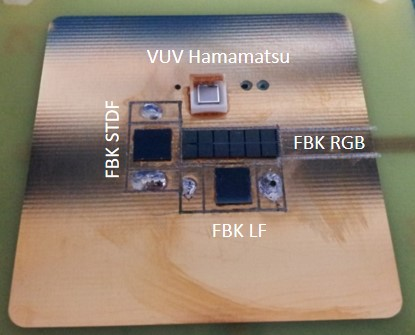 VUV Hamamatsu
FBK STDF
FBK RGB
FBK LF